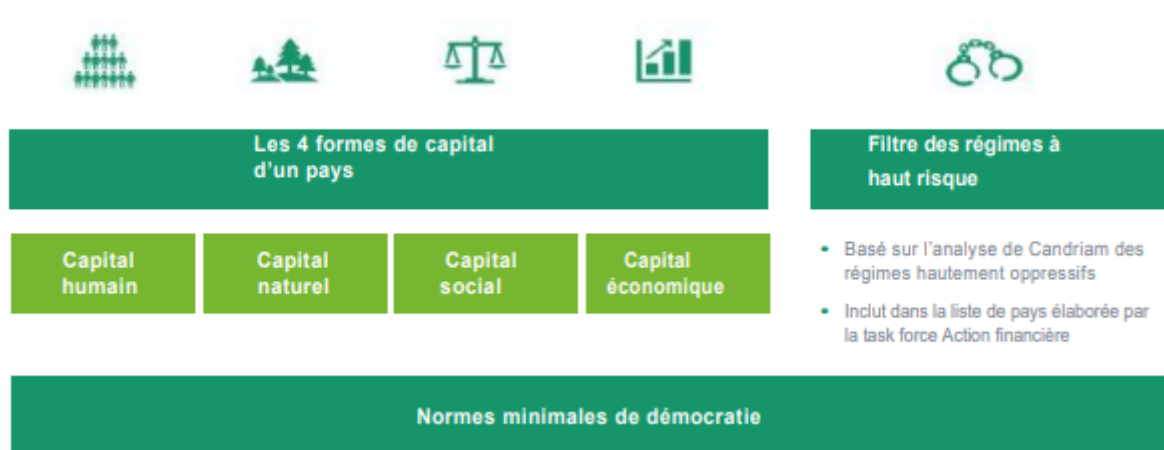 Les 4 formes de capital
d'un pays
Filtre des régimes à
haut risque
Capital
humain
Capital
naturel
Capital
social
Capital
économique
• Basé sur l'analyse de Candriam des
régimes hautement oppressifs
• Inclut dans la liste de pays élaborée par
la task force Action financière
Normes minimales de démocratie